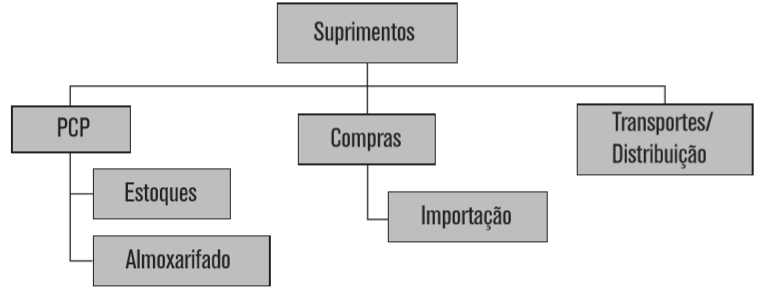 Suprimentos
PCP
Compras
Transportes/
Distribuição
Estoques
Importação
Almoxarifado